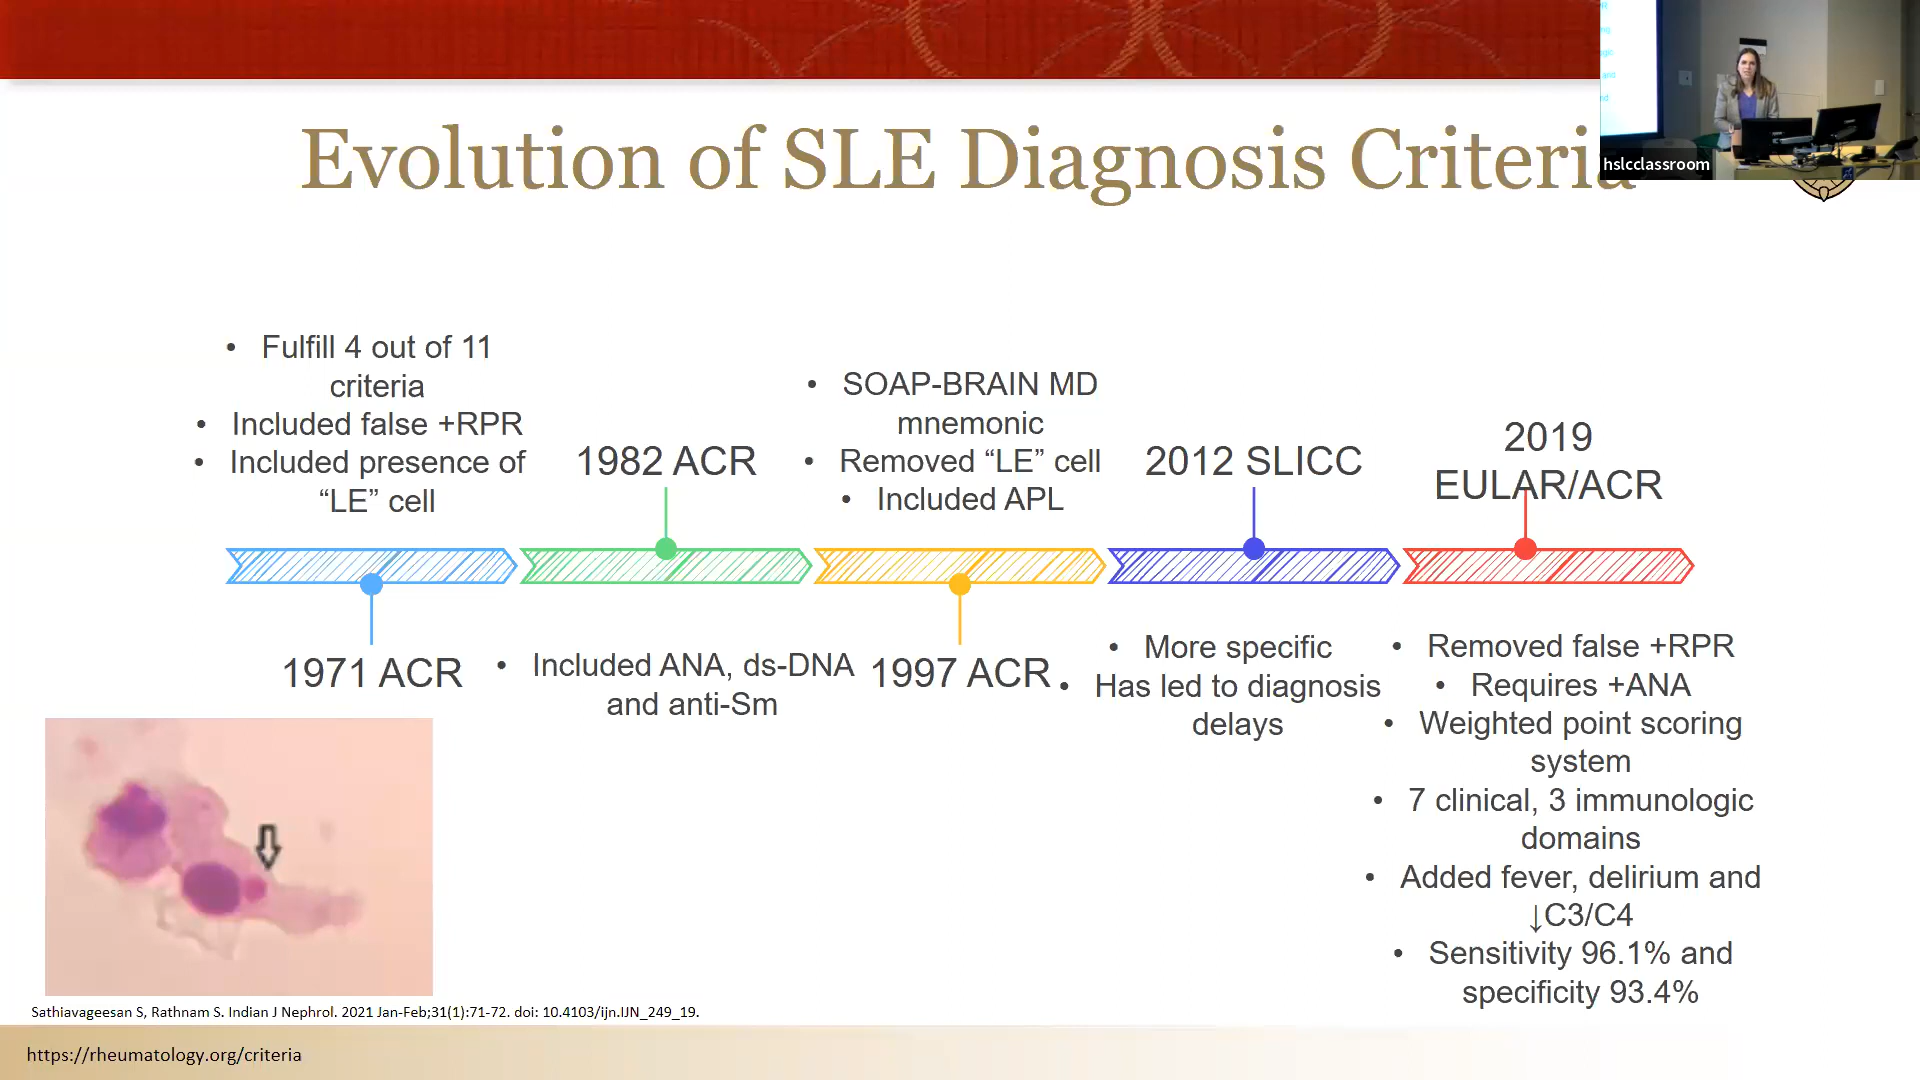 Evolution of SLE Diagnosis Criteria
hslcclassroom
• Fulfill 4 out of 11
criteria
• Included false +RPR
• Included presence of
“LE” cell
1971 ACR
1982 ACR
• Included ANA, ds-DNA
and anti-Sm
• SOAP-BRAIN MD
mnemonic
• Removed “LE” cell
• Included APL
1997 ACR
2012 SLICC
• More specific
• Has led to diagnosis
delays
2019
EULAR/ACR
• Removed false +RPR
• Requires +ANA
• Weighted point scoring
system
• 7 clinical, 3 immunologic
domains
• Added fever, delirium and
↓C3/C4
• Sensitivity 96.1% and
specificity 93.4%
Sathiavageesan S, Rathnam S. Indian J Nephrol. 2021 Jan-Feb;31(1):71-72. doi: 10.4103/ijn.IJN_249_19.
https://rheumatology.org/criteria